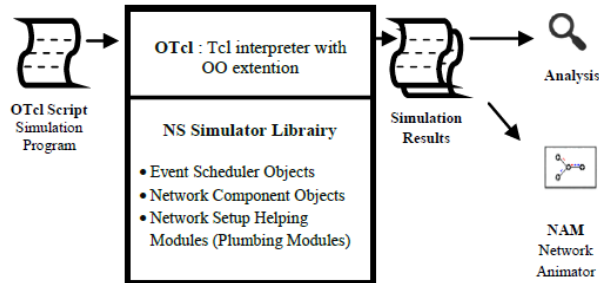 OTcl Script
Simulation
Program
OTcl : Tcl interpreter with
OO extention
NS Simulator Librairy
• Event Scheduler Objects
• Network Component Objects
• Network Setup Helping
Modules (Plumbing Modules)
Simulation
Results
Analysis
NAM
Network
Animator